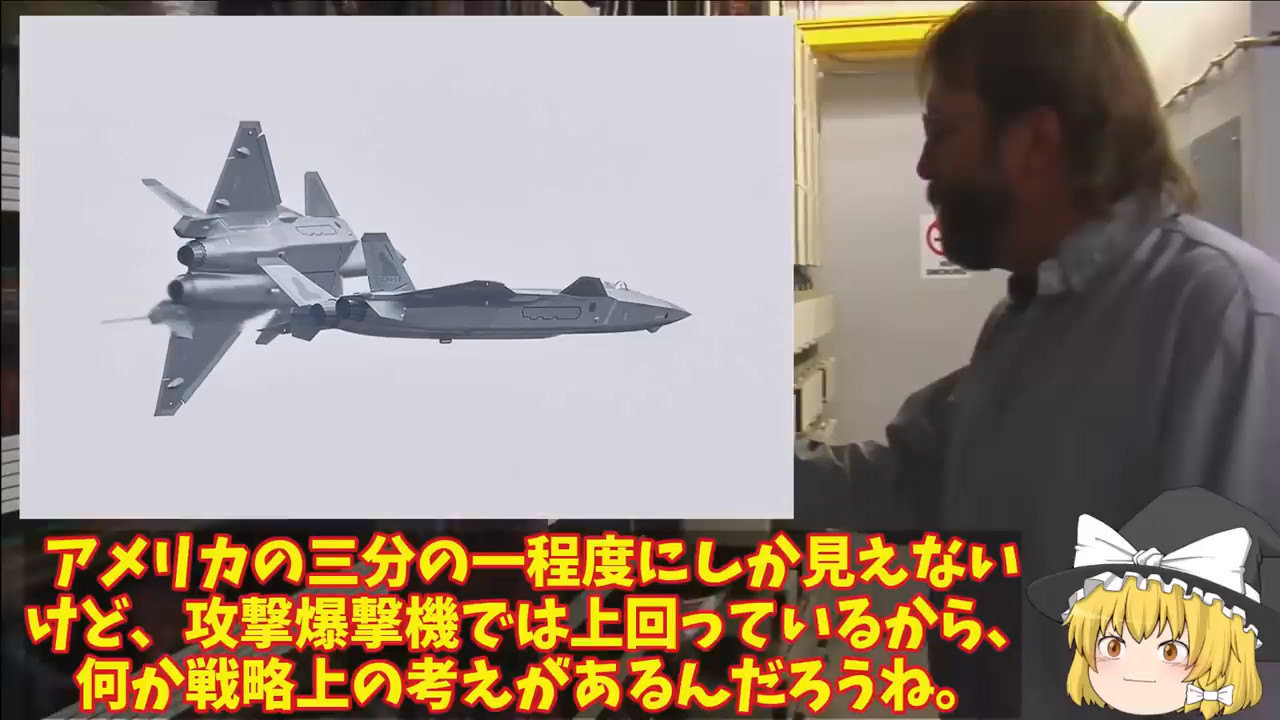 アメリカの三分の一程度にしか見えない
けど、攻撃爆撃機では上回っているから、
何か戦略上の考えがあるんだろうね。